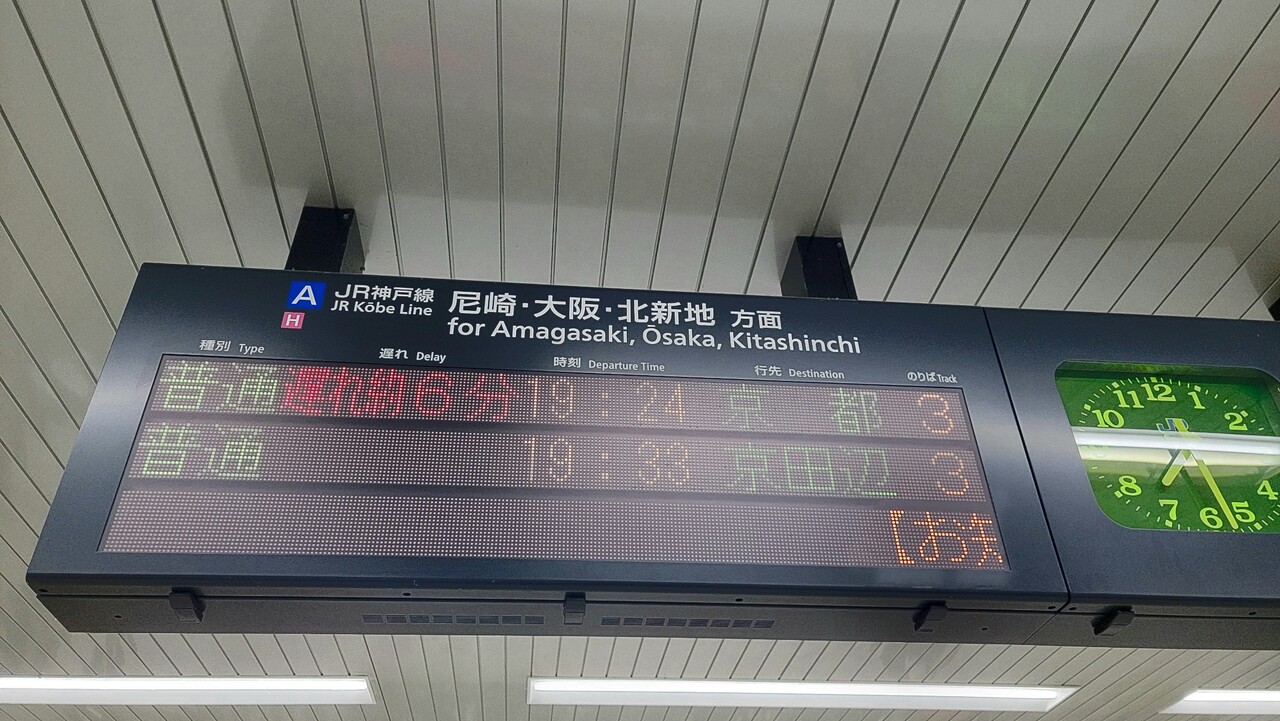 A JR神戸線 尼崎・大阪・北新地 方面
H JR Kōbe Line for Amagasaki, Ōsaka, Kitashinchi
種別 Type 遅れ Delay 時刻 Departure Time 行先 Destination のりば Track
普通 遅れ約6分 19:24 京都 3
普通 19:33 京田辺 3
【お知
11 12 1
10 2
8 4
7 6 5